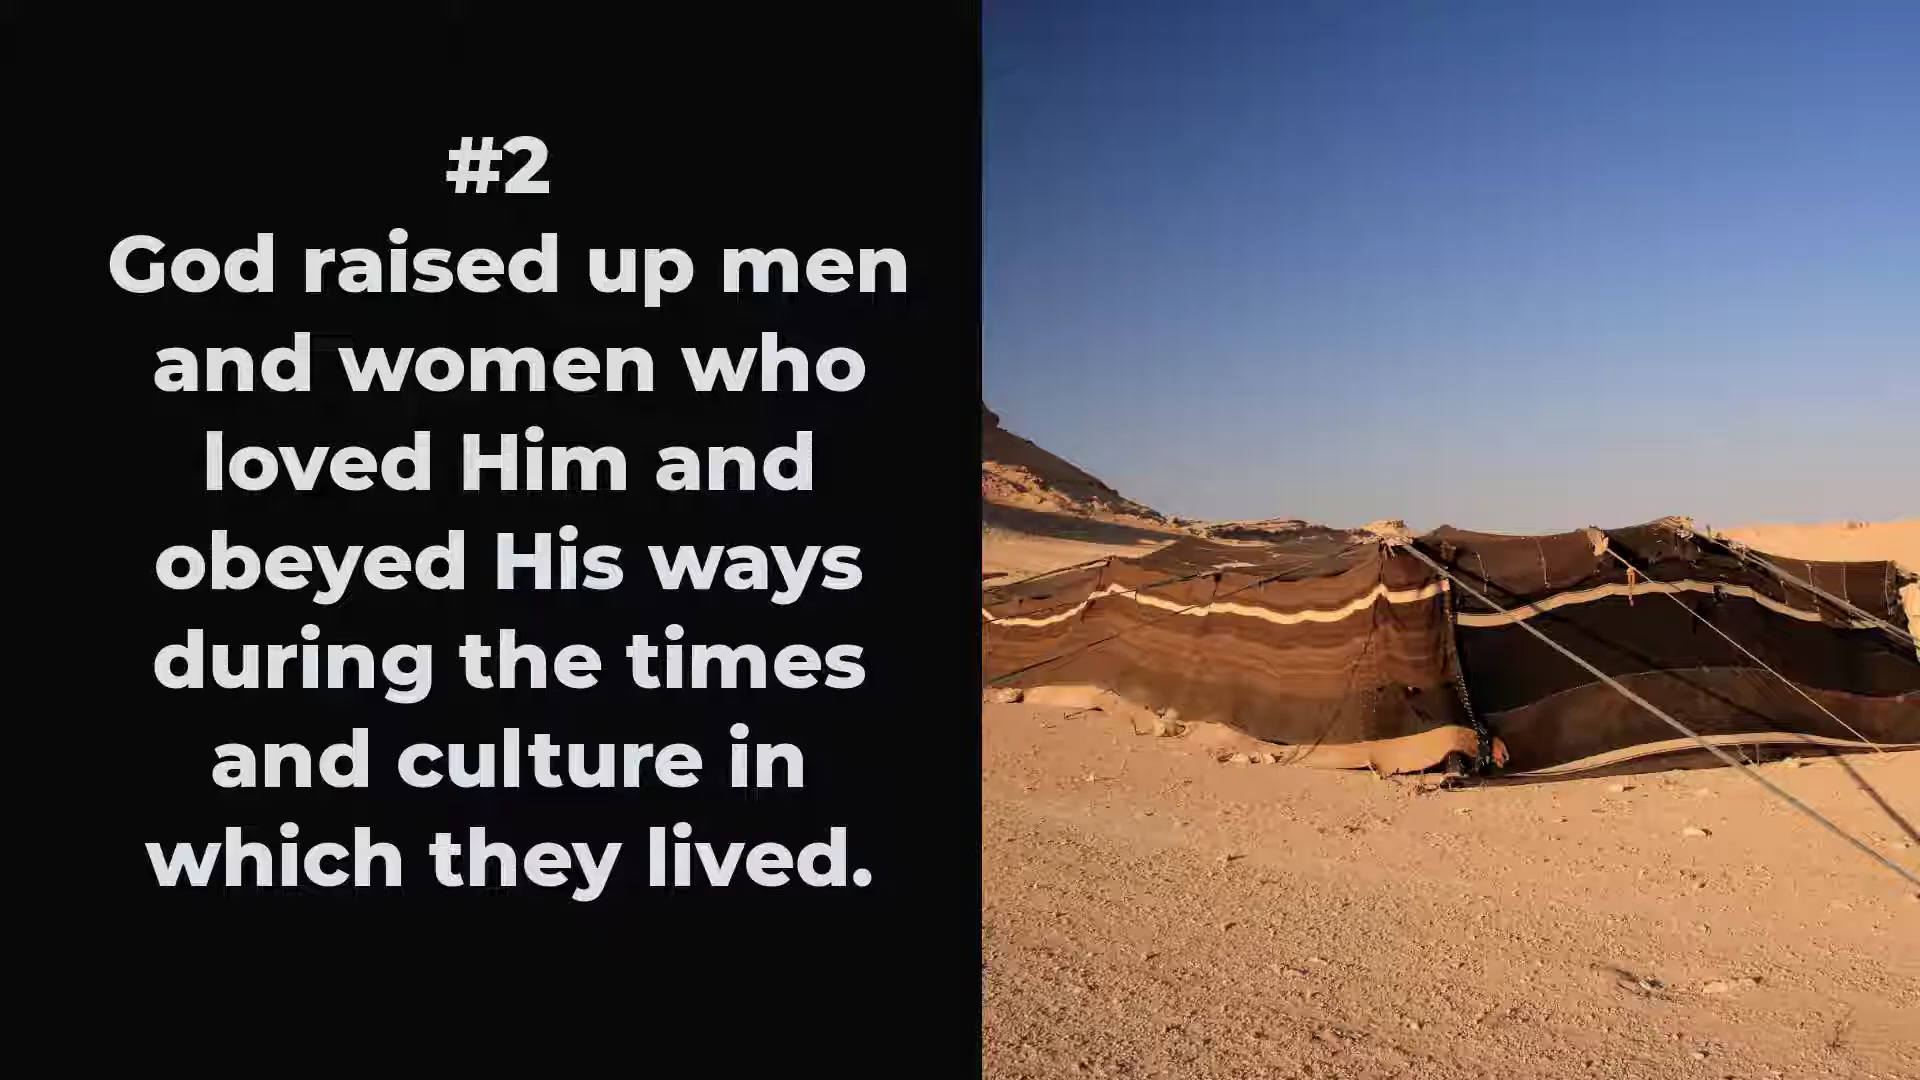 #2
God raised up men
and women who
loved Him and
obeyed His ways
during the times
and culture in
which they lived.